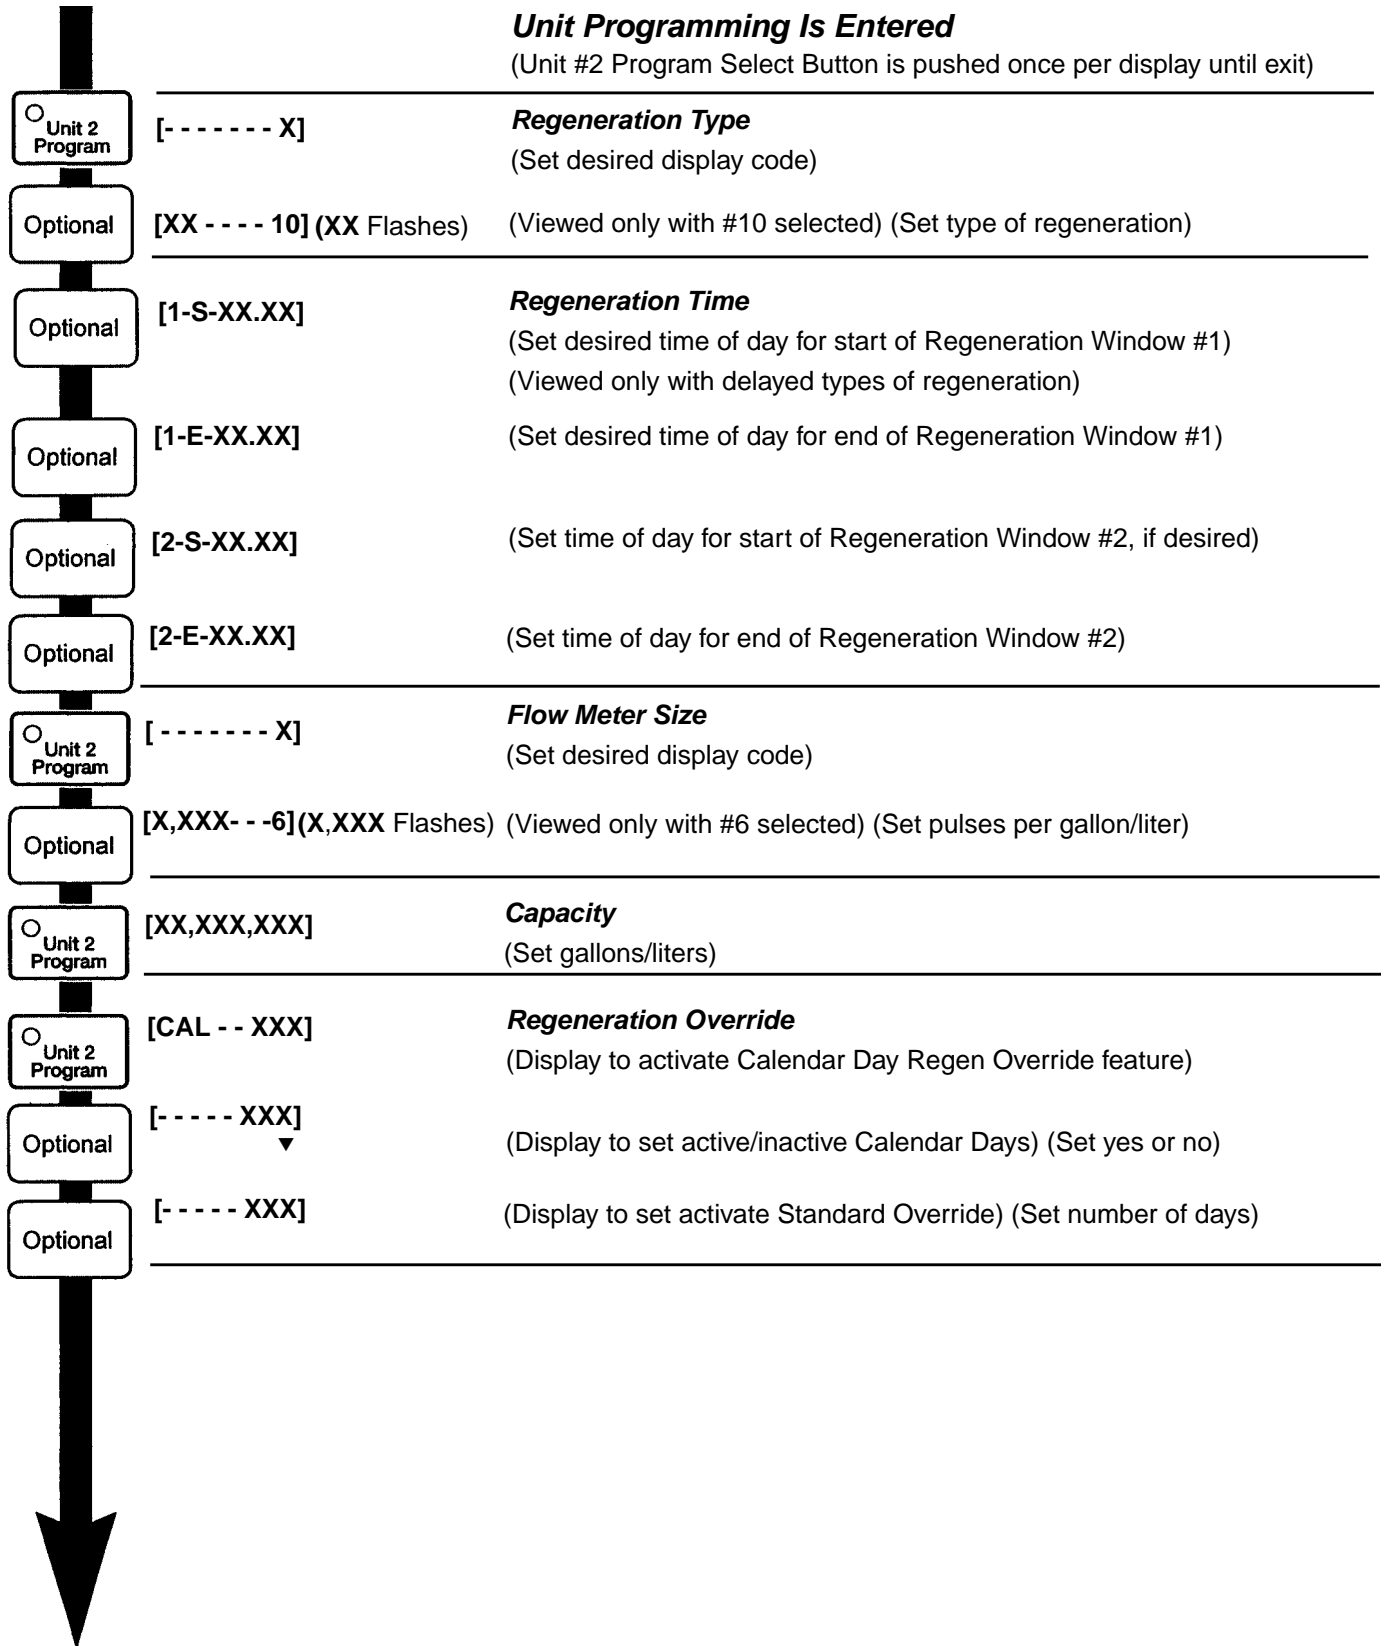 Unit Programming Is Entered
(Unit #2 Program Select Button is pushed once per display until exit)
Unit 2
Program
[- - - - - - - X]
Regeneration Type
(Set desired display code)
Optional
[XX - - - - 10] (XX Flashes)
(Viewed only with #10 selected) (Set type of regeneration)
Optional
[1-S-XX.XX]
Regeneration Time
(Set desired time of day for start of Regeneration Window #1)
(Viewed only with delayed types of regeneration)
Optional
[1-E-XX.XX]
(Set desired time of day for end of Regeneration Window #1)
Optional
[2-S-XX.XX]
(Set time of day for start of Regeneration Window #2, if desired)
Optional
[2-E-XX.XX]
(Set time of day for end of Regeneration Window #2)
Unit 2
Program
[ - - - - - - - X]
Flow Meter Size
(Set desired display code)
Optional
[X,XXX- - -6] (X,XXX Flashes)
(Viewed only with #6 selected) (Set pulses per gallon/liter)
Unit 2
Program
[XX,XXX,XXX]
Capacity
(Set gallons/liters)
Unit 2
Program
[CAL - - XXX]
Regeneration Override
(Display to activate Calendar Day Regen Override feature)
Optional
[- - - - - XXX]
▼
(Display to set active/inactive Calendar Days) (Set yes or no)
Optional
[- - - - - XXX]
(Display to set activate Standard Override) (Set number of days)